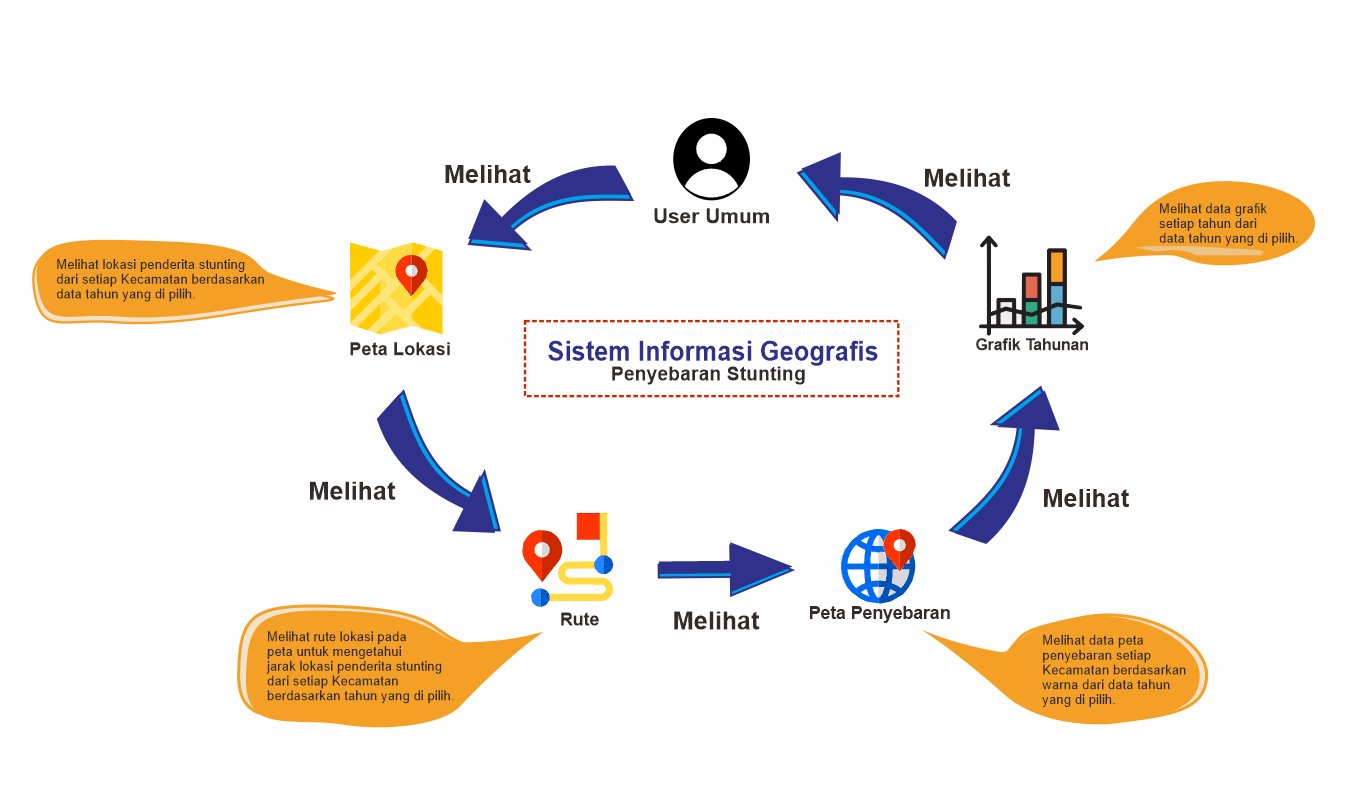 Melihat
User Umum
Melihat
Melihat data grafik
setiap tahun dari
data tahun yang di pilih.
Melihat lokasi penderita stunting
dari setiap Kecamatan berdasarkan
data tahun yang di pilih.
Peta Lokasi
Grafik Tahunan
Sistem Informasi Geografis
Penyebaran Stunting
Melihat
Melihat
Rute
Melihat
Peta Penyebaran
Melihat rute lokasi pada
peta untuk mengetahui
jarak lokasi penderita stunting
dari setiap Kecamatan
berdasarkan tahun yang di pilih.
Melihat data peta
penyebaran setiap
Kecamatan berdasarkan
warna dari data tahun
yang di pilih.